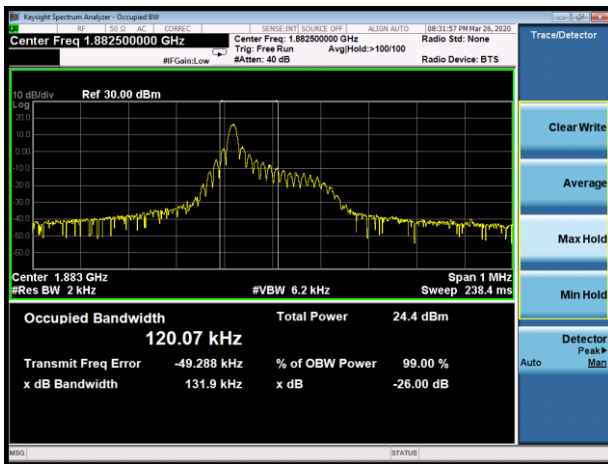 Keysight Spectrum Analyzer - Occupied BW
RF 50 Ω AC CORREC SENSE:INT SOURCE OFF ALIGN AUTO 08:31:57 PM Mar 26, 2020
Center Freq 1.882500000 GHz Center Freq: 1.882500000 GHz Radio Std: None
Trig: Free Run Avg|Hold:>100/100
#IFGain:Low #Atten: 40 dB Radio Device: BTS
Trace/Detector
10 dB/div Ref 30.00 dBm
Log
20.0
10.0
0.00
-10.0
-20.0
-30.0
-40.0
-50.0
-60.0
Center 1.883 GHz Span 1 MHz
#Res BW 2 kHz #VBW 6.2 kHz Sweep 238.4 ms
Occupied Bandwidth Total Power 24.4 dBm
120.07 kHz
Transmit Freq Error -49.288 kHz % of OBW Power 99.00 %
x dB Bandwidth 131.9 kHz x dB -26.00 dB
Clear Write
Average
Max Hold
Min Hold
Detector
Peak▶
Auto Man
MSG STATUS